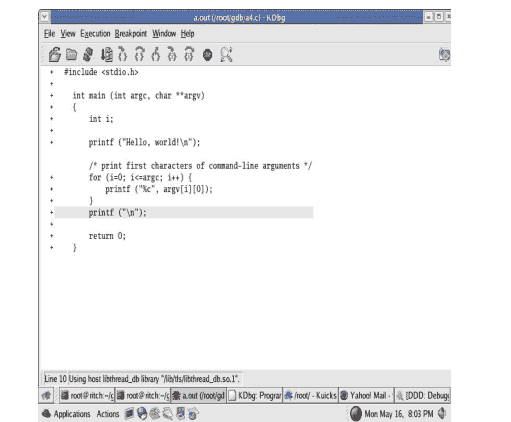 a.out (/root/gdb/a4.c) - KDbg
File View Execution Breakpoint Window Help
+ #include <stdio.h>
+
+ int main (int argc, char **argv)
+ {
+ int i;
+
+ printf ("Hello, world!\n");

/* print first characters of command-line arguments */
+ for (i=0; i<=argc; i++) {
+ printf ("%c", argv[i][0]);
+ }
+ printf ("\n");
+
+ return 0;
+ }
Line 10 Using host libthread_db library "/lib/tls/libthread_db.so.1".
root@ritch:~/g root@ritch:~/g a.out (/root/gd KDbg: Progran /root/ - Kuicks Yahoo! Mail - [DDD: Debugg
Applications Actions Mon May 16, 8:03 PM